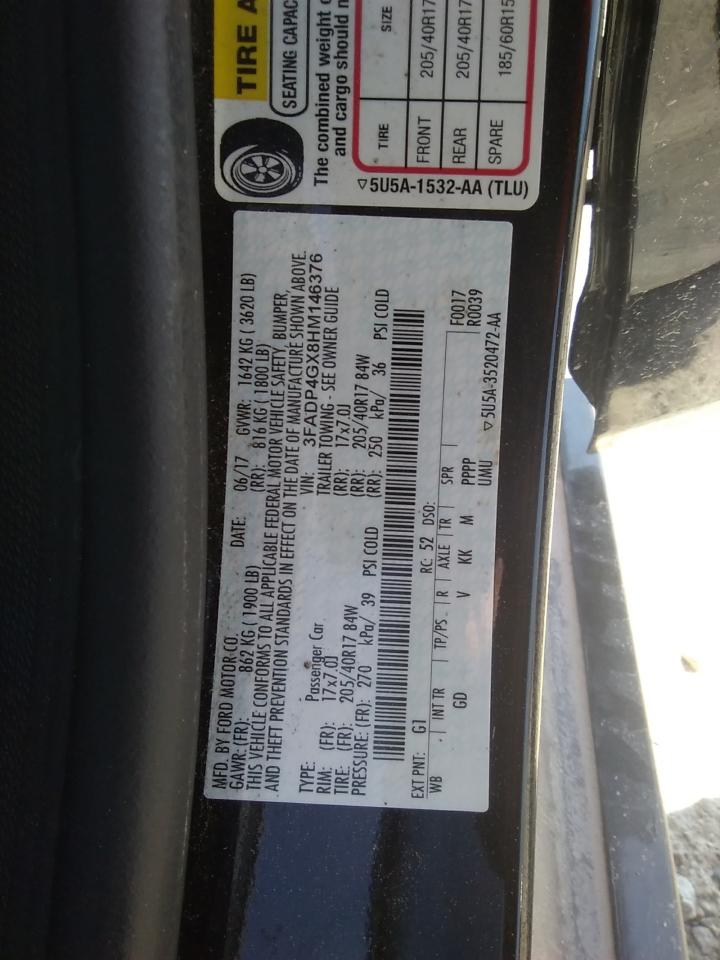 TIRE A
SEATING CAPAC
The combined weight o
and cargo should n
TIRE SIZE
FRONT 205/40R17
REAR 205/40R17
SPARE 185/60R15
▽5U5A-1532-AA (TLU)
MFD. BY FORD MOTOR CO. DATE: 06/17 GVWR: 1642 KG ( 3620 LB)
GAWR: (FR): 862 KG ( 1900 LB) (RR): 816 KG ( 1800 LB)
THIS VEHICLE CONFORMS TO ALL APPLICABLE FEDERAL MOTOR VEHICLE SAFETY, BUMPER,
AND THEFT PREVENTION STANDARDS IN EFFECT ON THE DATE OF MANUFACTURE SHOWN ABOVE.
VIN: 3FADP4GX8HM146376
TYPE: Passenger Car TRAILER TOWING - SEE OWNER GUIDE
RIM: (FR): 17x7.0J (RR): 17x7.0J
TIRE: (FR): 205/40R17 84W (RR): 205/40R17 84W
PRESSURE: (FR): 270 kPa/ 39 PSI COLD (RR): 250 kPa/ 36 PSI COLD
EXT PNT: G1 RC: 52 DSO: F0017
WB INT TR TP/PS R AXLE TR SPR R0039
GD V KK M PPPP
UMU ▽5U5A-3520472-AA